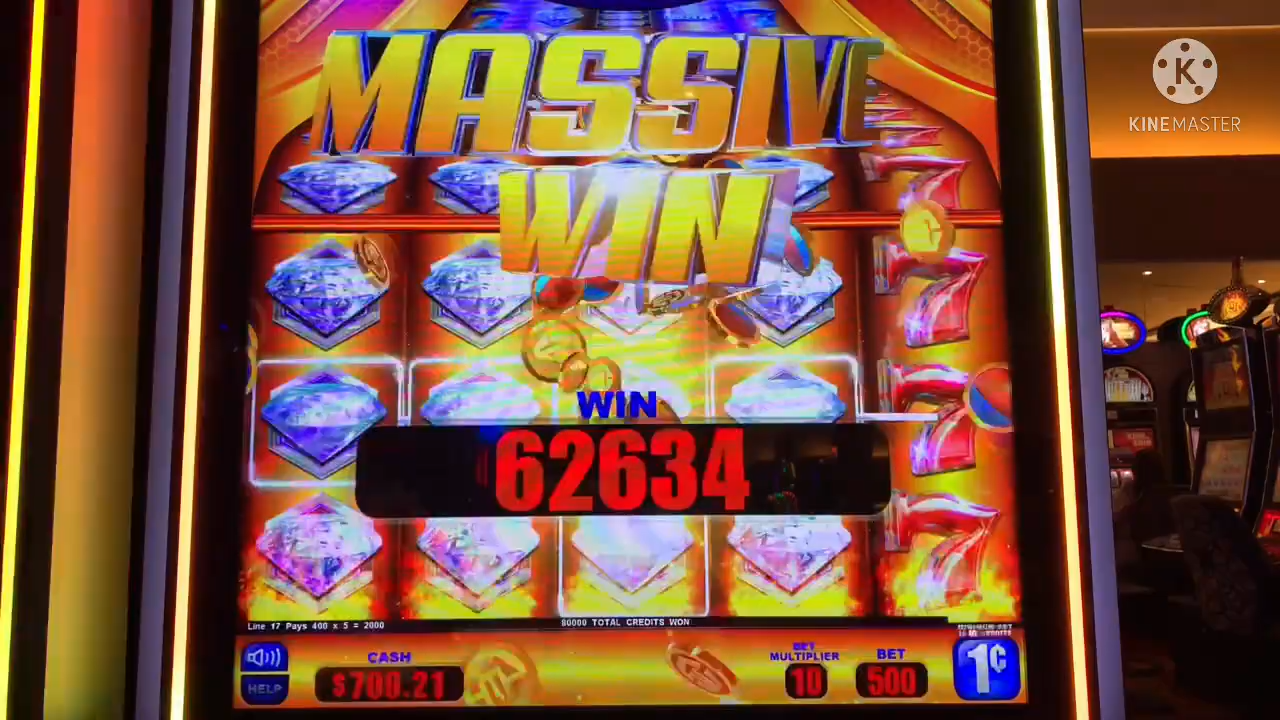 MASSIVE
WIN
K
KINEMASTER
WIN
62634
Line 17 Pays 400 x 5 = 2000
80000 TOTAL CREDITS WON
CASH
$700.21
HELP
BET
MULTIPLIER
10
BET
500
1¢